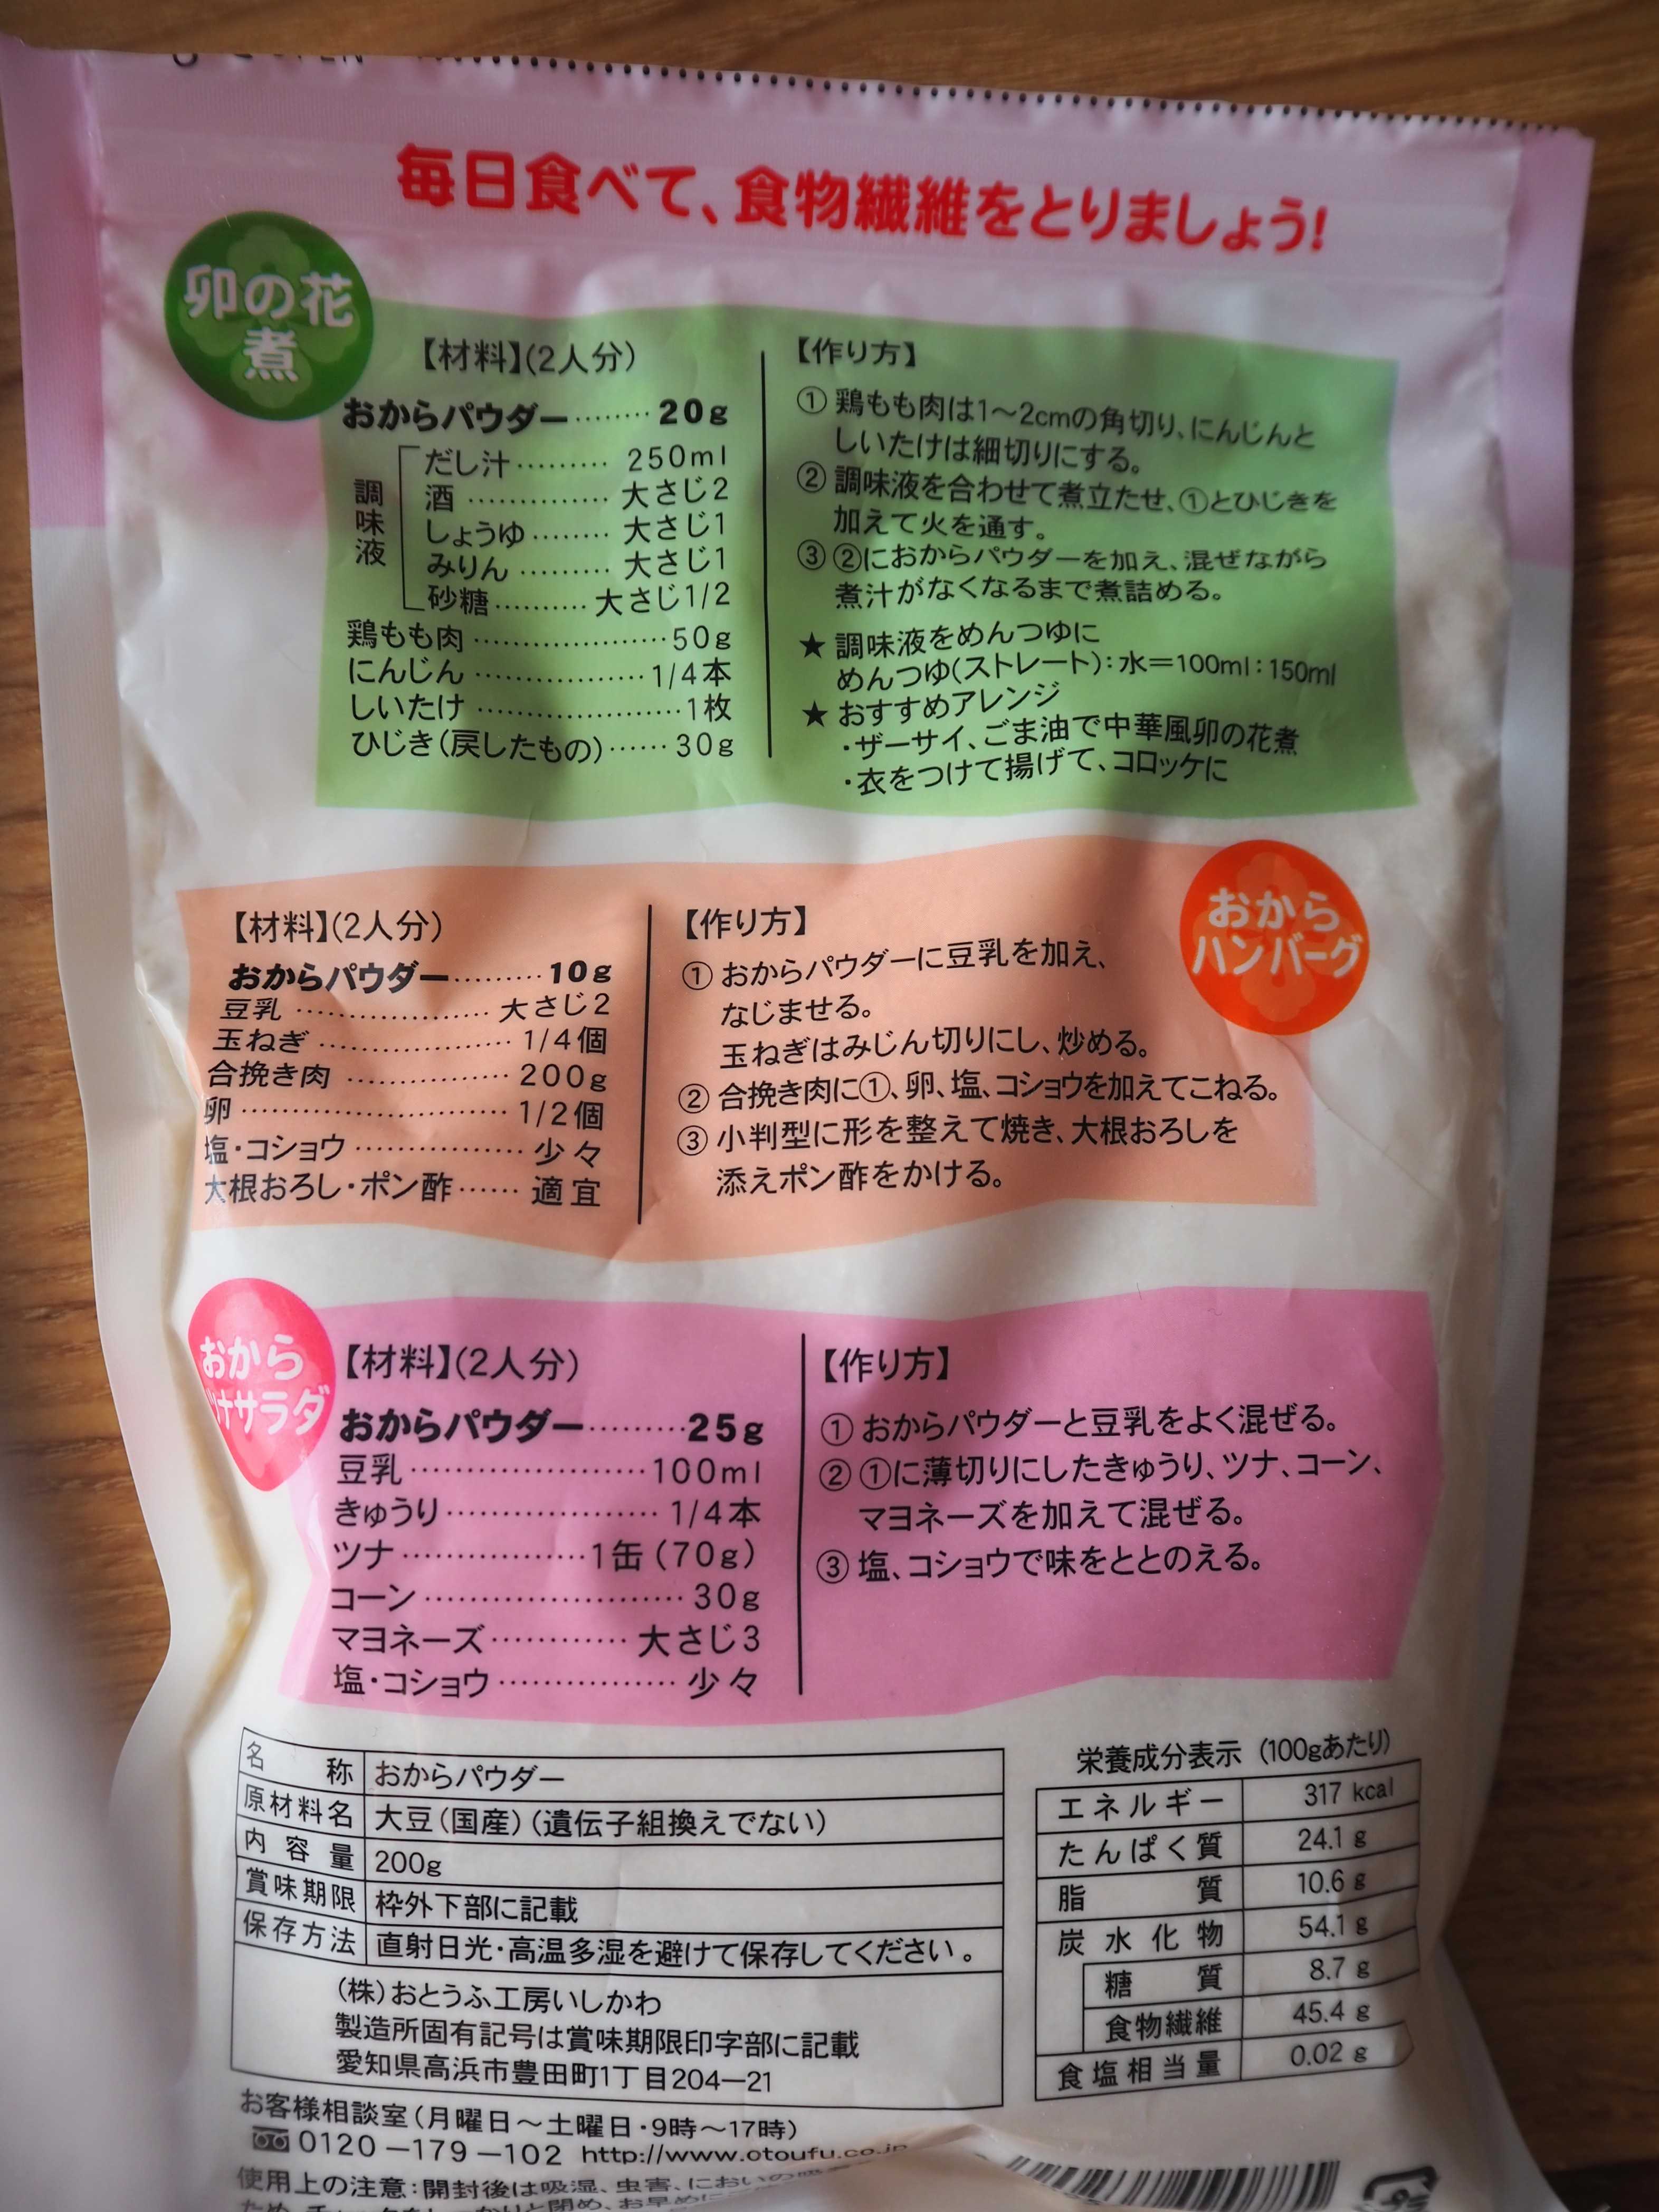 OPEN
毎日食べて、食物繊維をとりましょう!
卯の花
煮
【材料】(2人分)
おからパウダー……… 20g
調味液
だし汁……… 250ml
酒 …………… 大さじ2
しょうゆ……… 大さじ1
みりん ……… 大さじ1
砂糖……… 大さじ1/2
鶏もも肉 ………………50g
にんじん ……………1/4本
しいたけ ………………1枚
ひじき(戻したもの)…… 30g
【作り方】
① 鶏もも肉は1〜2cmの角切り、にんじんと
しいたけは細切りにする。
② 調味液を合わせて煮立たせ、①とひじきを
加えて火を通す。
③ ②におからパウダーを加え、混ぜながら
煮汁がなくなるまで煮詰める。
★ 調味液をめんつゆに
めんつゆ(ストレート):水=100ml:150ml
★ おすすめアレンジ
・ザーサイ、ごま油で中華風卯の花煮
・衣をつけて揚げて、コロッケに
おから
ハンバーグ
【材料】(2人分)
おからパウダー……… 10g
豆乳 ……………… 大さじ2
玉ねぎ ……………… 1/4個
合挽き肉 …………… 200g
卵 …………………… 1/2個
塩・コショウ …………… 少々
大根おろし・ポン酢…… 適宜
【作り方】
① おからパウダーに豆乳を加え、
なじませる。
玉ねぎはみじん切りにし、炒める。
② 合挽き肉に①、卵、塩、コショウを加えてこねる。
③ 小判型に形を整えて焼き、大根おろしを
添えポン酢をかける。
おから
ナサラダ
【材料】(2人分)
おからパウダー………25g
豆乳 …………………100ml
きゅうり……………… 1/4本
ツナ ……………1缶(70g)
コーン ………………… 30g
マヨネーズ………… 大さじ3
塩・コショウ …………… 少々
【作り方】
① おからパウダーと豆乳をよく混ぜる。
② ①に薄切りにしたきゅうり、ツナ、コーン、
マヨネーズを加えて混ぜる。
③ 塩、コショウで味をととのえる。
名称 おからパウダー
原材料名 大豆(国産)(遺伝子組換えでない)
内容量 200g
賞味期限 枠外下部に記載
保存方法 直射日光・高温多湿を避けて保存してください。
(株)おとうふ工房いしかわ
製造所固有記号は賞味期限印字部に記載
愛知県高浜市豊田町1丁目204―21
栄養成分表示 (100gあたり)
エネルギー 317 kcal
たんぱく質 24.1 g
脂質 10.6 g
炭水化物 54.1 g
糖質 8.7 g
食物繊維 45.4 g
食塩相当量 0.02 g
お客様相談室(月曜日〜土曜日・9時〜17時)
0120―179―102 http://www.otoufu.co.jp
使用上の注意:開封後は吸湿、虫害、においの